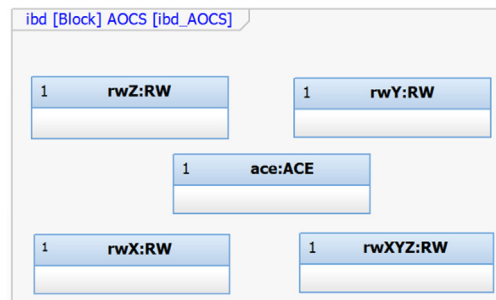 ibd [Block] AOCS [ibd_AOCS]
1 rwZ:RW
1 rwY:RW
1 ace:ACE
1 rwX:RW
1 rwXYZ:RW